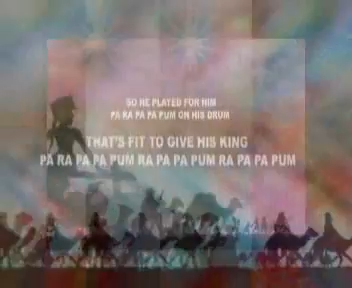 SO HE PLAYED FOR HIM
PA RA PA PA PUM ON HIS DRUM
THAT'S FIT TO GIVE HIS KING
PA RA PA PA PUM RA PA PA PUM RA PA PA PUM